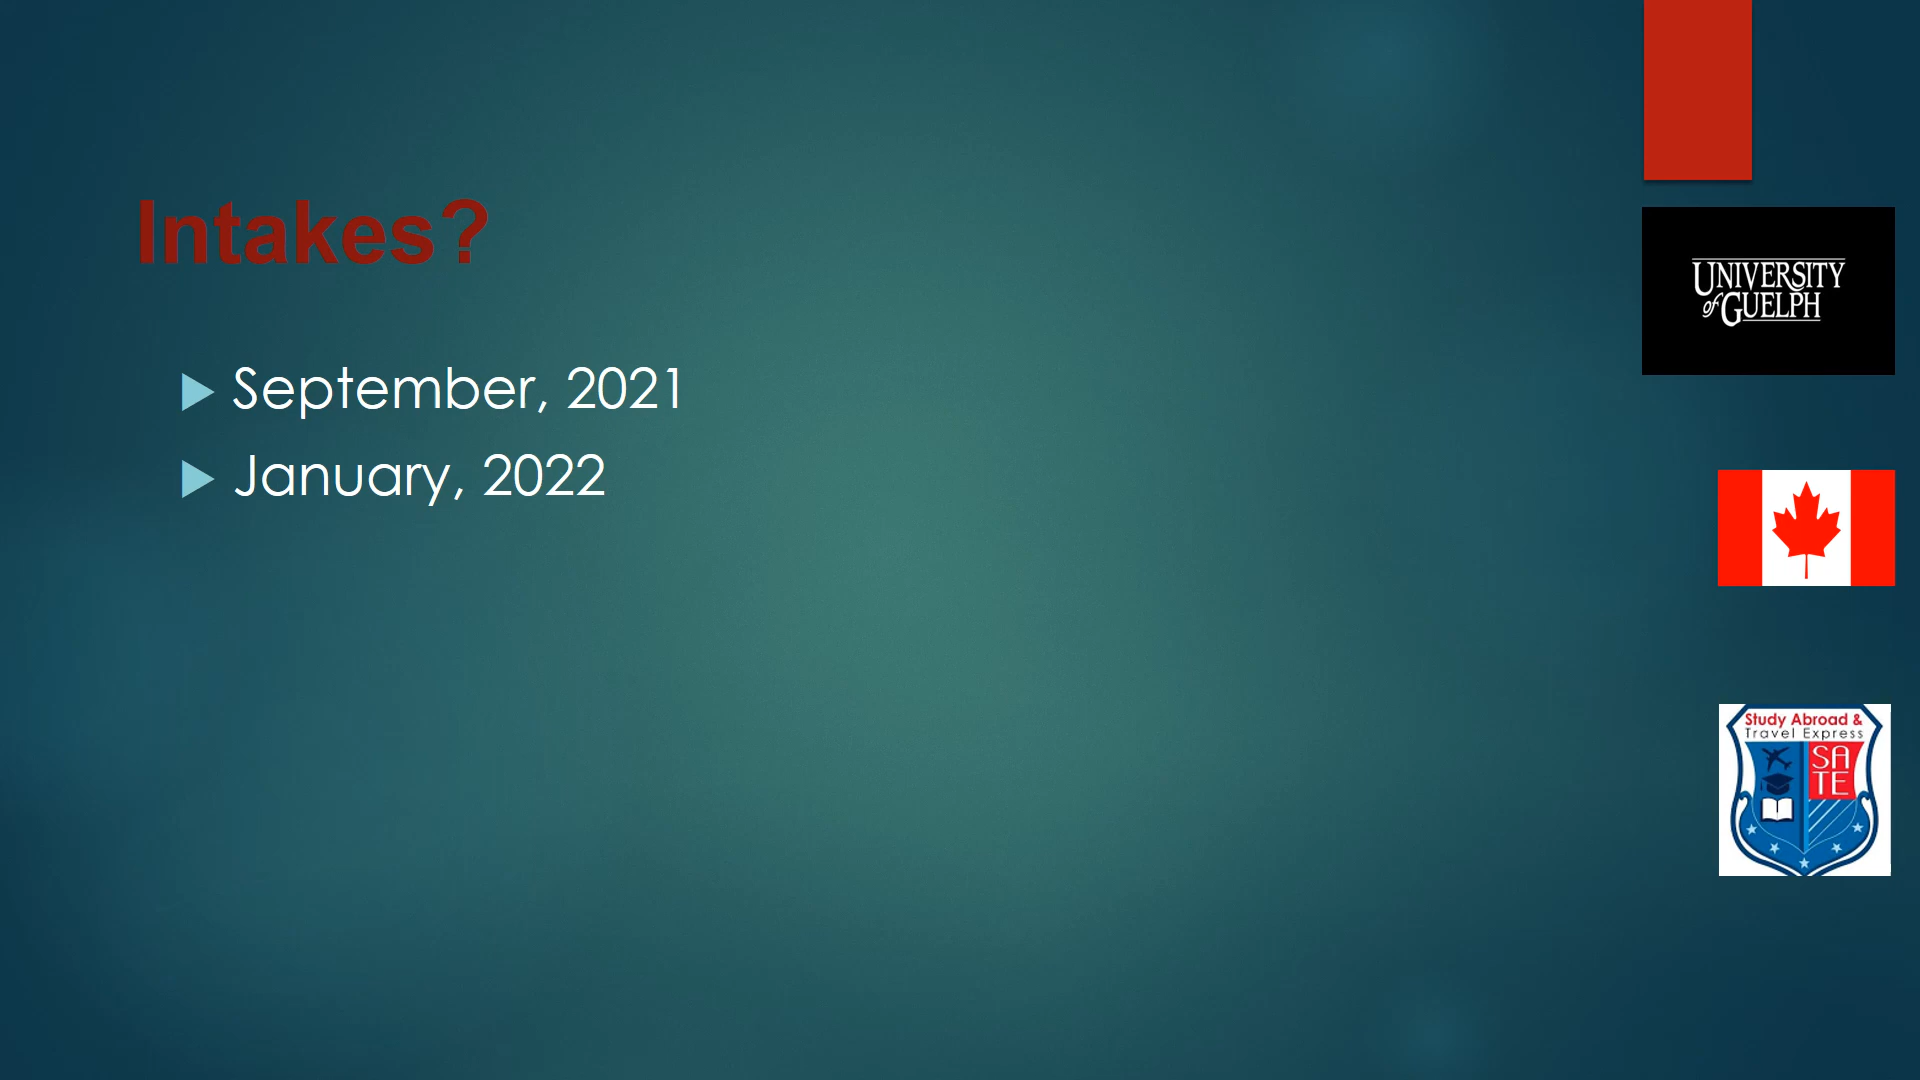 Intakes?
September, 2021
January, 2022
UNIVERSITY
of GUELPH
Study Abroad &
Travel Express
SA
TE